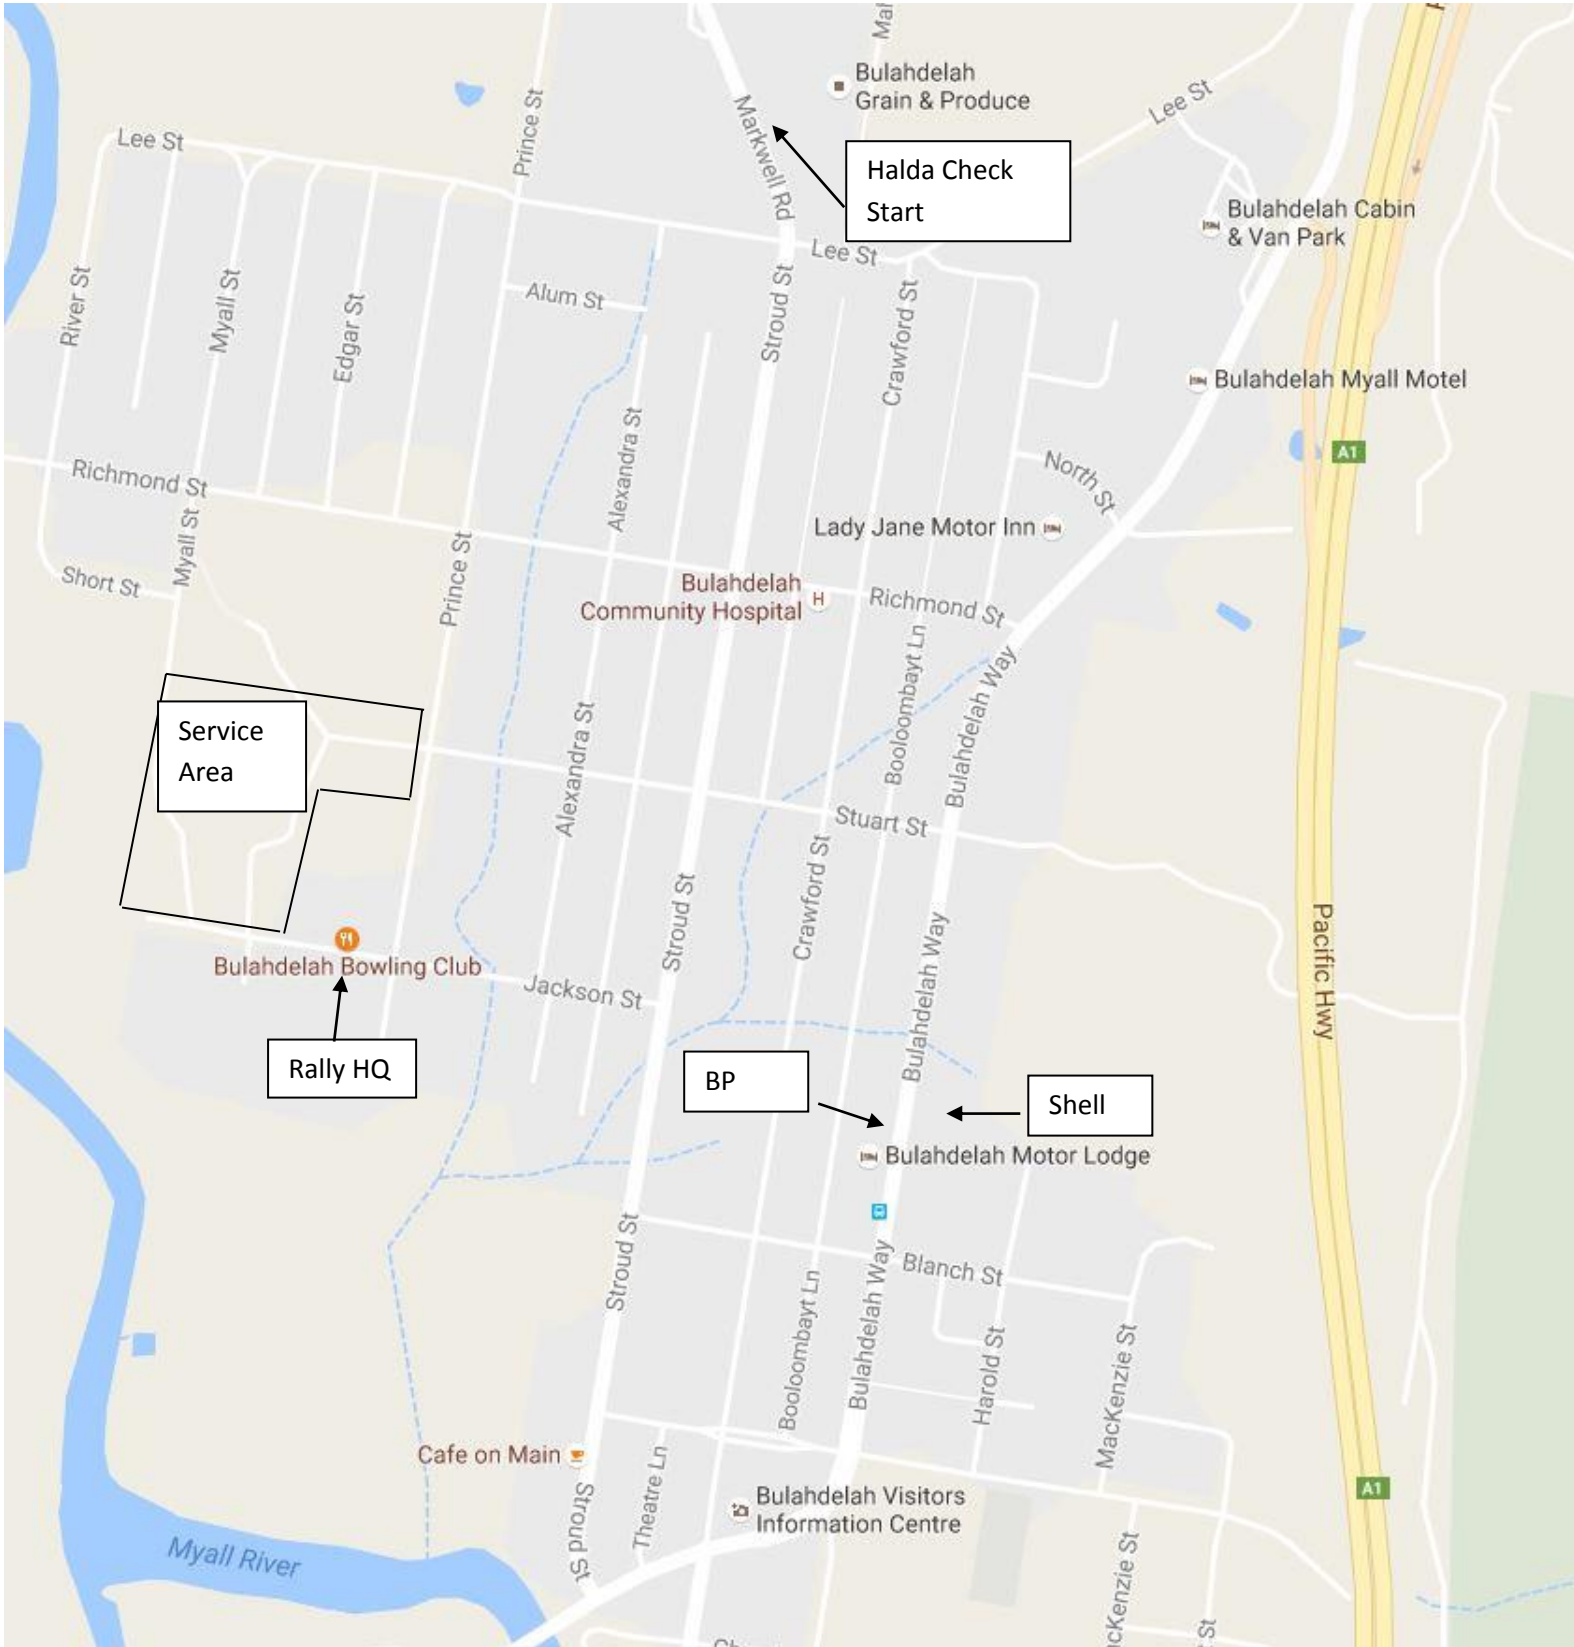 Mar
Bulahdelah
Grain & Produce
Lee St
Markwell Rd
Prince St
Lee St
Halda Check
Start
Bulahdelah Cabin
& Van Park
Lee St
River St
Myall St
Edgar St
Alum St
Stroud St
Crawford St
Bulahdelah Myall Motel
A1
Richmond St
Alexandra St
North St
Lady Jane Motor Inn
Myall St
Prince St
Short St
Bulahdelah
Community Hospital
H
Richmond St
Booloombayt Ln
Bulahdelah Way
Service
Area
Alexandra St
Stuart St
Stroud St
Crawford St
Bulahdelah Way
Pacific Hwy
Bulahdelah Bowling Club
Jackson St
Rally HQ
BP
Shell
Bulahdelah Motor Lodge
Stroud St
Bulahdelah Way
Blanch St
Booloombayt Ln
Harold St
MacKenzie St
Cafe on Main
Stroud St
Theatre Ln
Bulahdelah Visitors
Information Centre
A1
Myall River
cKenzie St
St